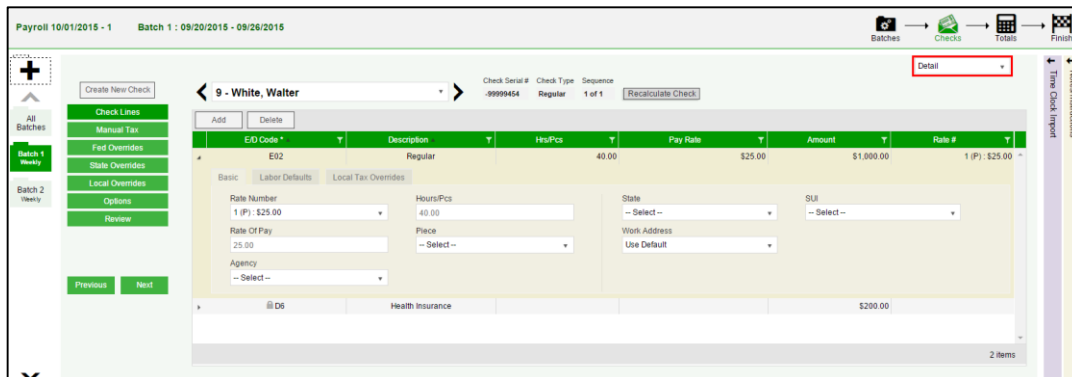 Payroll 10/01/2015 - 1 Batch 1 : 09/20/2015 - 09/26/2015
Batches Checks Totals Finish
Detail
Create New Check
9 - White, Walter
Check Serial # Check Type Sequence
-99999454 Regular 1 of 1 Recalculate Check
All Batches
Batch 1
Weekly
Batch 2
Weekly
Check Lines
Manual Tax
Fed Overrides
State Overrides
Local Overrides
Options
Review
Previous Next
Add Delete
E/D Code * Description Hrs/Pcs Pay Rate Amount Rate #
E02 Regular 40.00 $25.00 $1,000.00 1 (P) : $25.00
Basic Labor Defaults Local Tax Overrides
Rate Number Hours/Pcs State SUI
1 (P) : $25.00 40.00 -- Select -- -- Select --
Rate Of Pay Piece Work Address
25.00 -- Select -- Use Default
Agency
-- Select --
D6 Health Insurance $200.00
2 items
Time Clock Import